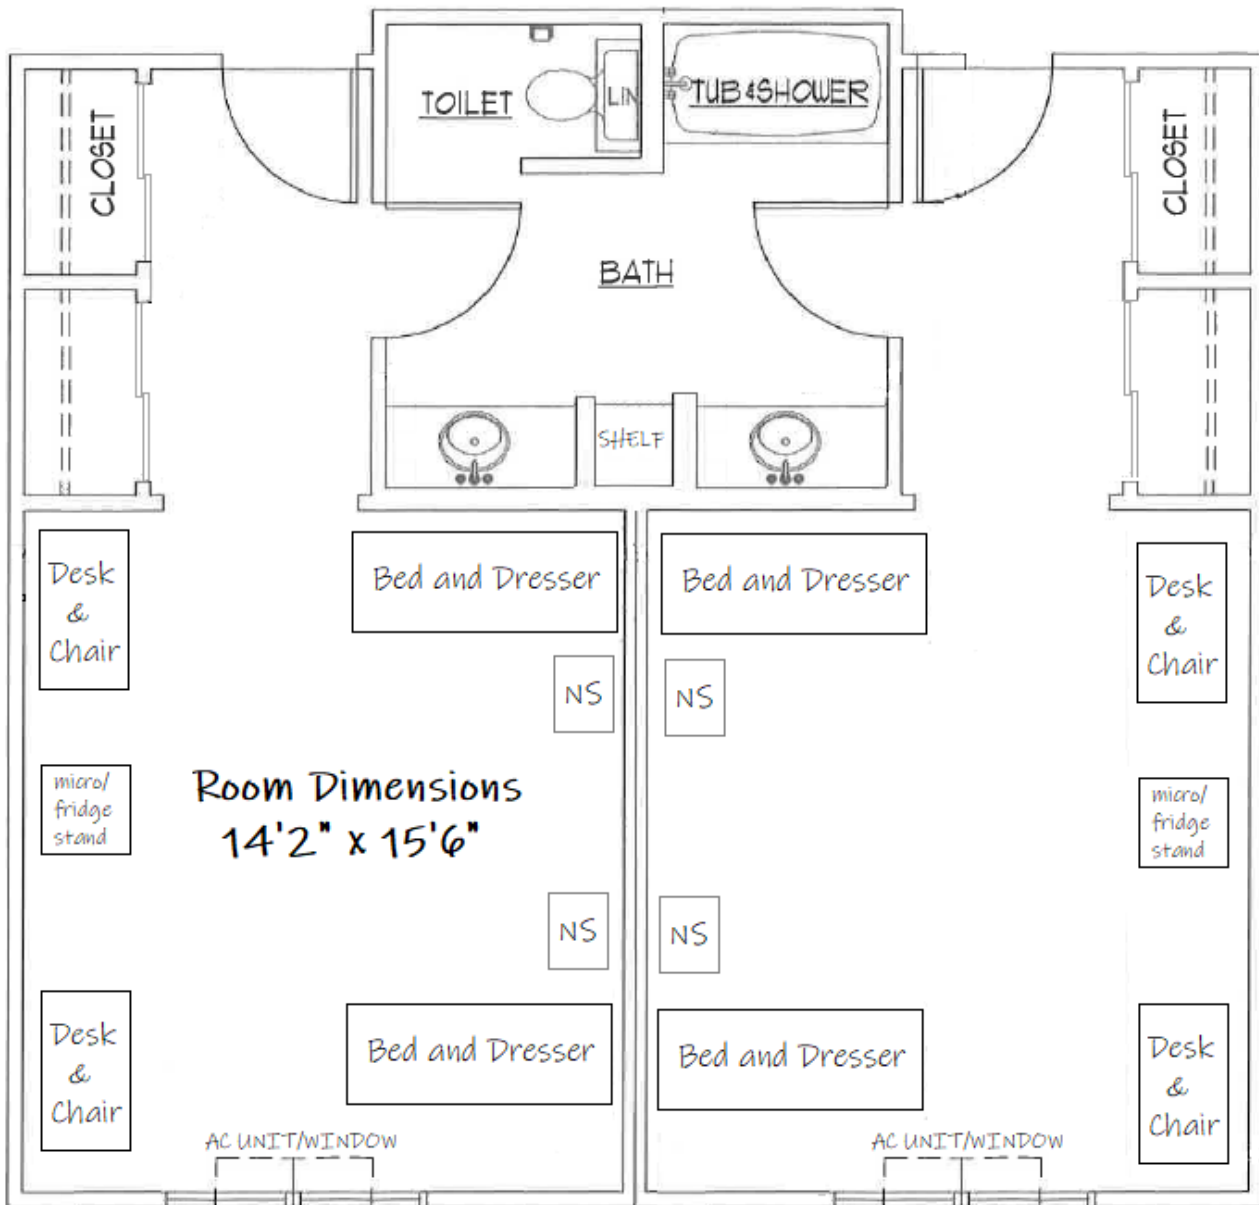 TOILET
LIN
TUB & SHOWER
CLOSET
CLOSET
BATH
SHELF
Desk
&
Chair
Bed and Dresser
Bed and Dresser
Desk
&
Chair
NS
NS
micro/
fridge
stand
Room Dimensions
14'2" x 15'6"
micro/
fridge
stand
NS
NS
Desk
&
Chair
Bed and Dresser
Bed and Dresser
Desk
&
Chair
AC UNIT/WINDOW
AC UNIT/WINDOW